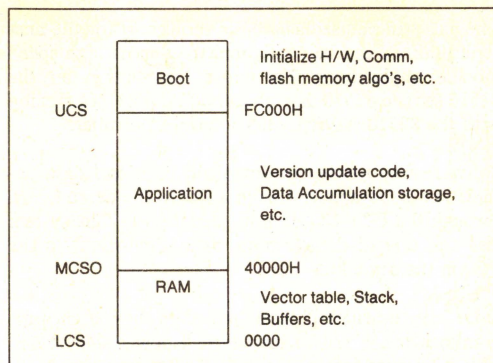 Boot
Initialize H/W, Comm,
flash memory algo's, etc.
UCS
FC000H
Application
Version update code,
Data Accumulation storage,
etc.
MCSO
40000H
RAM
Vector table, Stack,
Buffers, etc.
LCS
0000